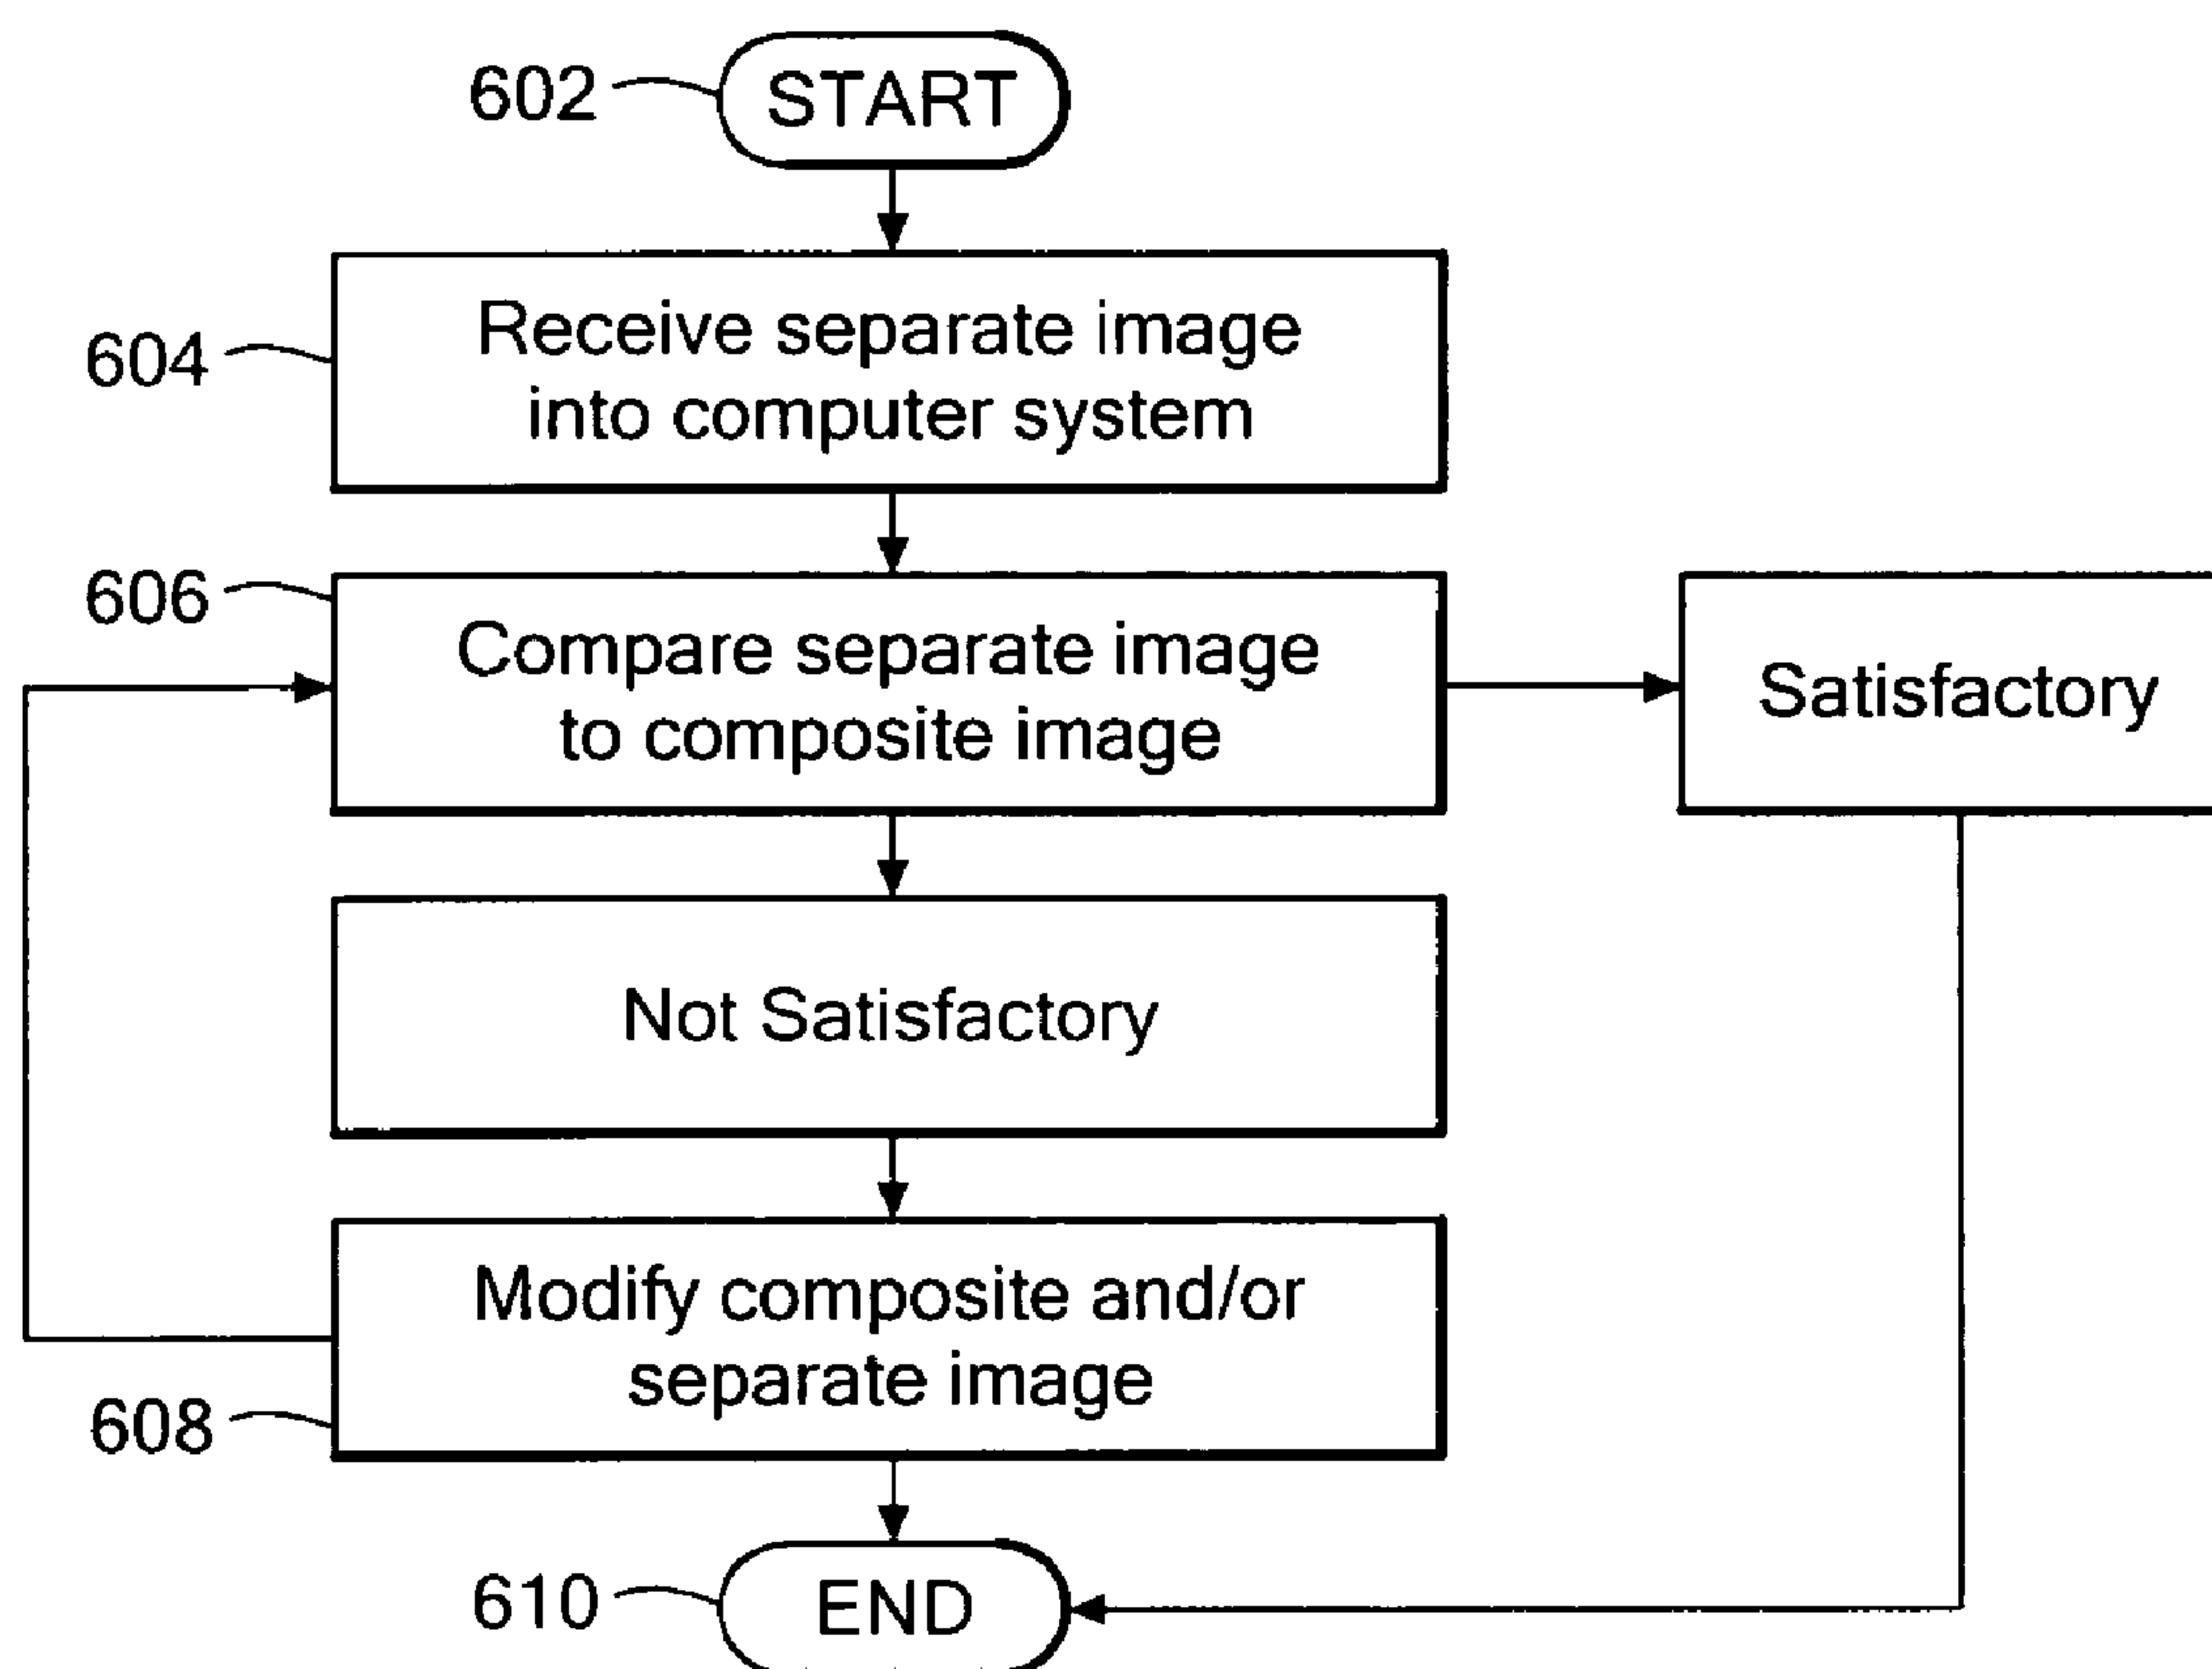 602
START
604
Receive separate image
into computer system
606
Compare separate image
to composite image
Satisfactory
Not Satisfactory
Modify composite and/or
separate image
608
610
END